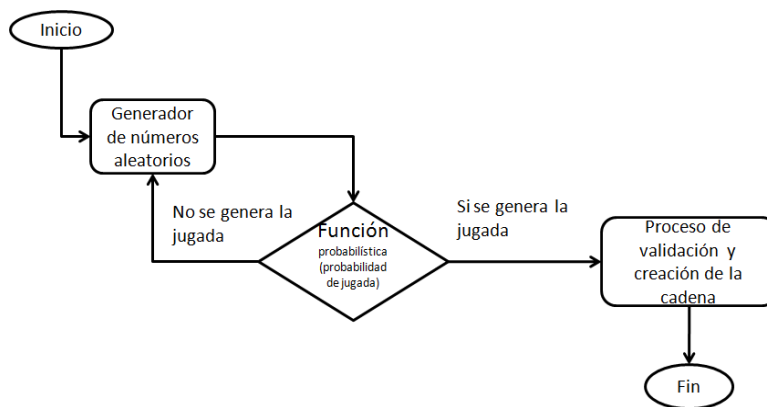 Inicio
Generador
de números
aleatorios
No se genera la
jugada
Función
probabilística
(probabilidad
de jugada)
Si se genera la
jugada
Proceso de
validación y
creación de la
cadena
Fin